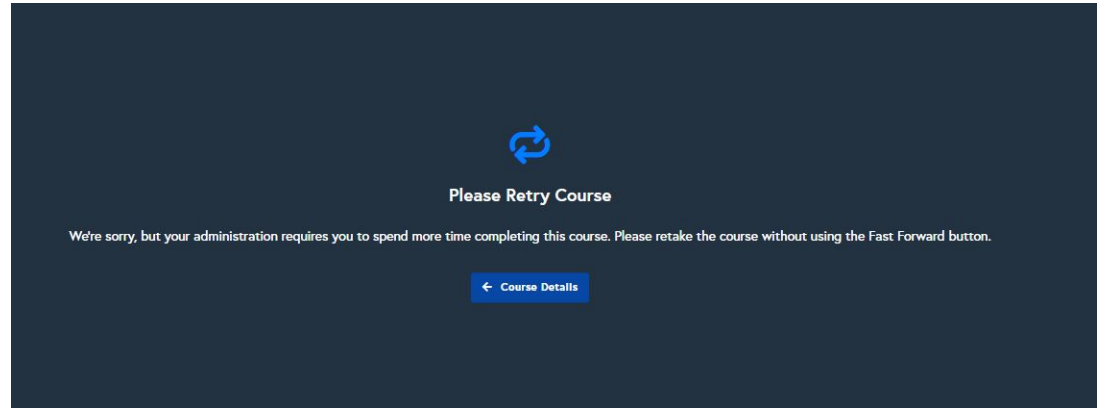 Please Retry Course
We're sorry, but your administration requires you to spend more time completing this course. Please retake the course without using the Fast Forward button.
← Course Details